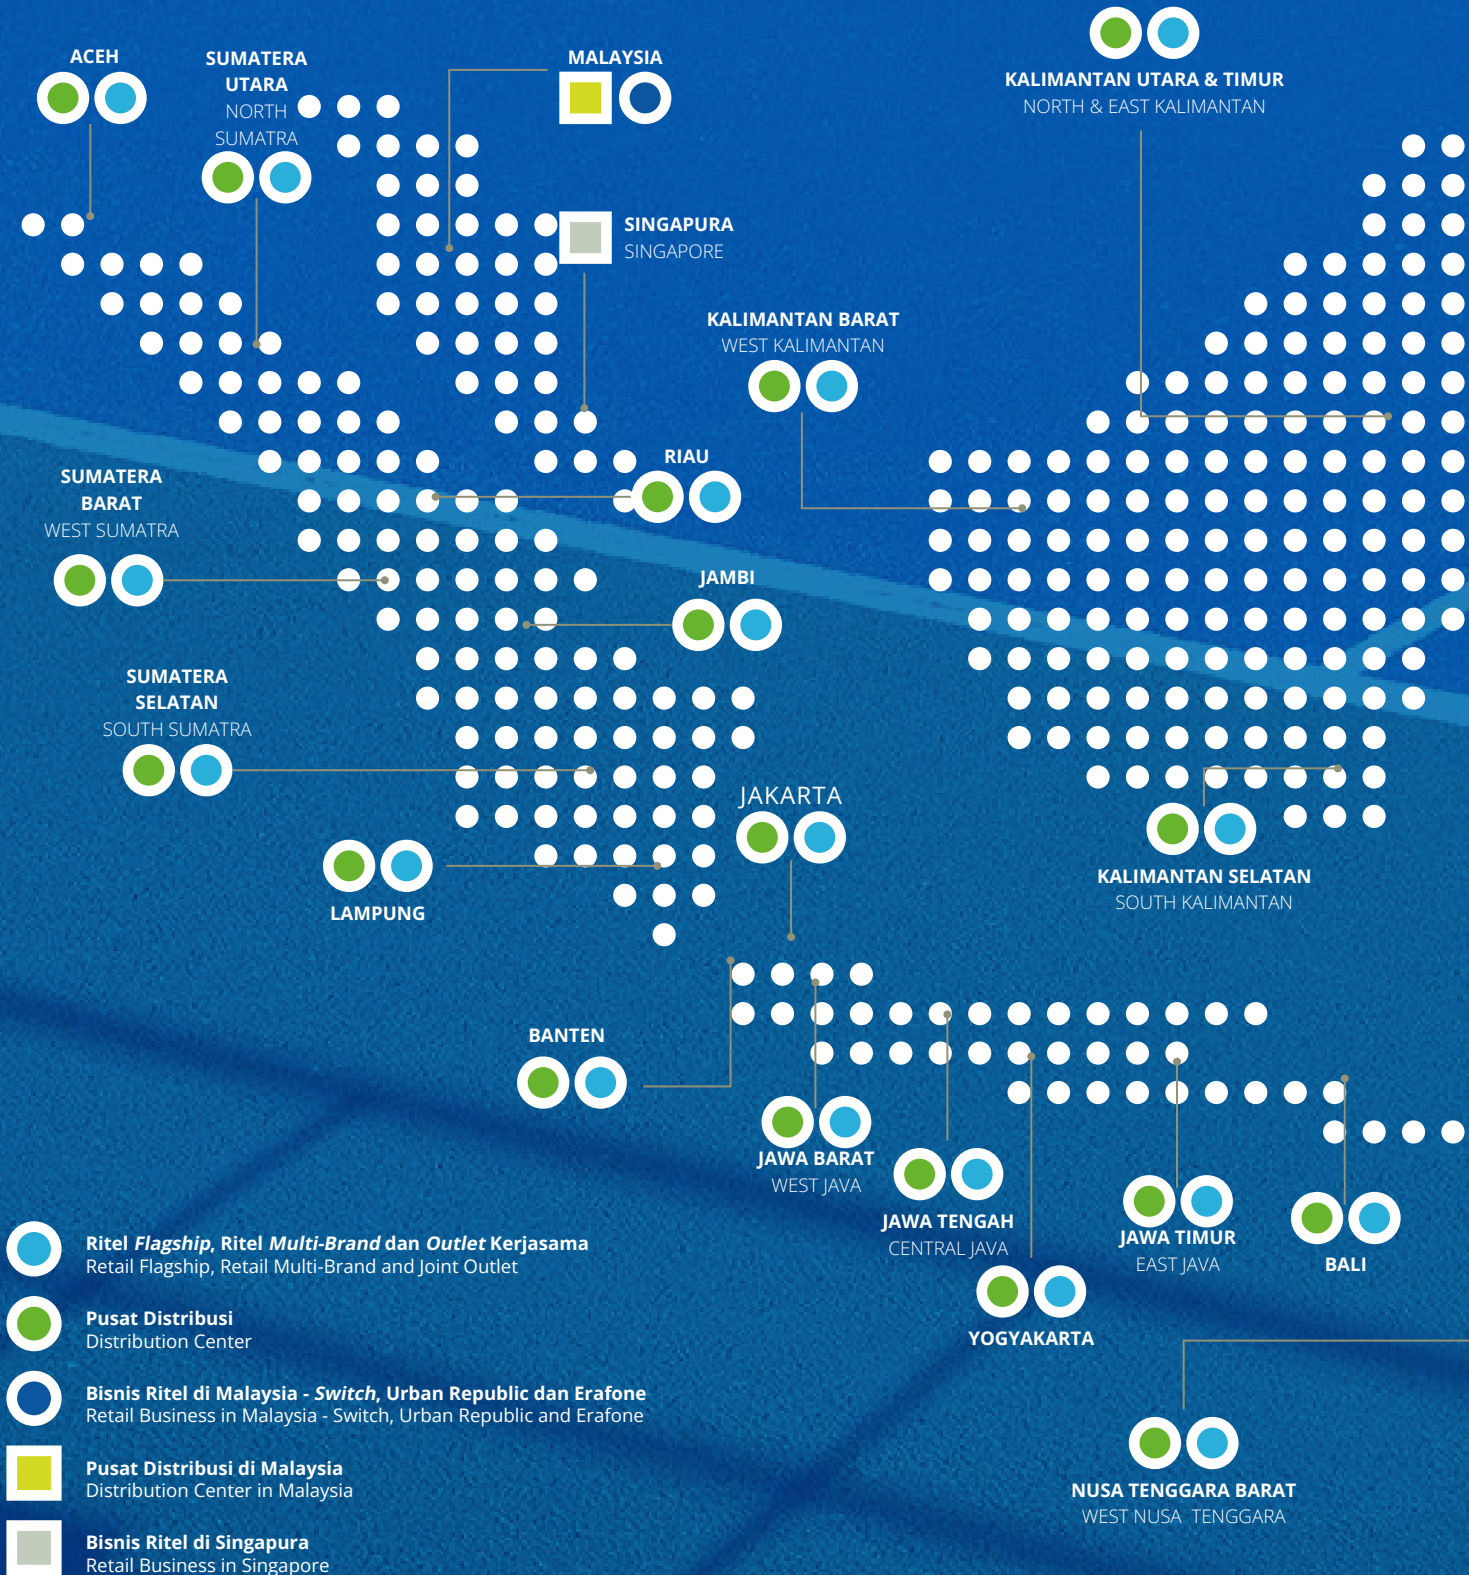 ACEH
SUMATERA
UTARA
NORTH
SUMATRA
MALAYSIA
KALIMANTAN UTARA & TIMUR
NORTH & EAST KALIMANTAN
SINGAPURA
SINGAPORE
KALIMANTAN BARAT
WEST KALIMANTAN
RIAU
SUMATERA
BARAT
WEST SUMATRA
JAMBI
SUMATERA
SELATAN
SOUTH SUMATRA
JAKARTA
LAMPUNG
KALIMANTAN SELATAN
SOUTH KALIMANTAN
BANTEN
JAWA BARAT
WEST JAVA
JAWA TENGAH
CENTRAL JAVA
JAWA TIMUR
EAST JAVA
BALI
YOGYAKARTA
NUSA TENGGARA BARAT
WEST NUSA TENGGARA
Ritel Flagship, Ritel Multi-Brand dan Outlet Kerjasama
Retail Flagship, Retail Multi-Brand and Joint Outlet
Pusat Distribusi
Distribution Center
Bisnis Ritel di Malaysia - Switch, Urban Republic dan Erafone
Retail Business in Malaysia - Switch, Urban Republic and Erafone
Pusat Distribusi di Malaysia
Distribution Center in Malaysia
Bisnis Ritel di Singapura
Retail Business in Singapore